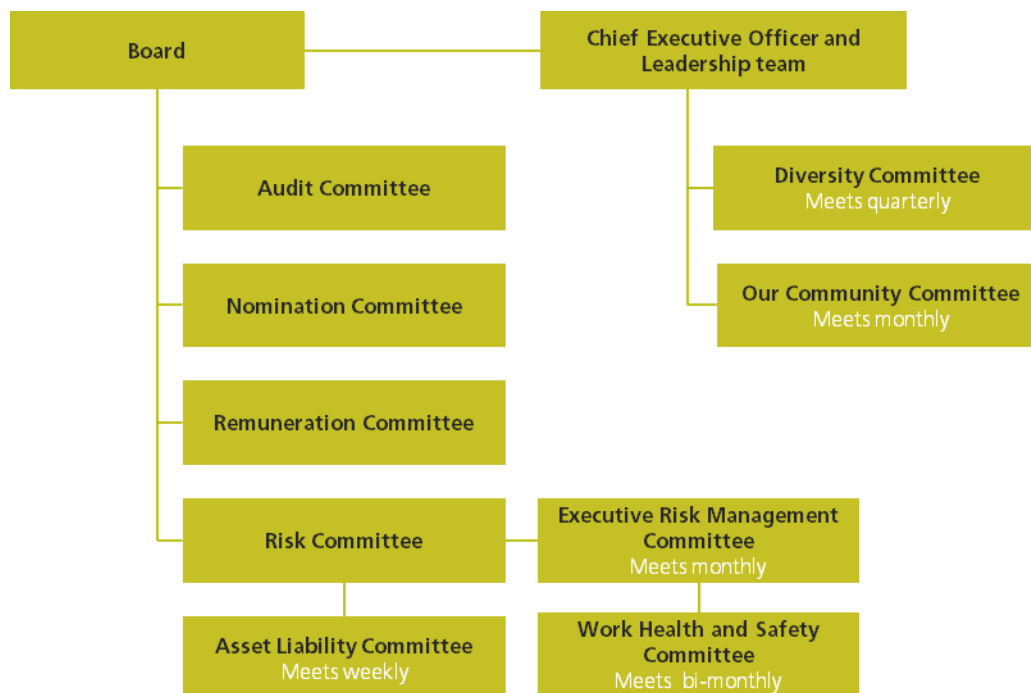 Board
Chief Executive Officer and
Leadership team
Audit Committee
Diversity Committee
Meets quarterly
Nomination Committee
Our Community Committee
Meets monthly
Remuneration Committee
Risk Committee
Executive Risk Management
Committee
Meets monthly
Asset Liability Committee
Meets weekly
Work Health and Safety
Committee
Meets bi-monthly